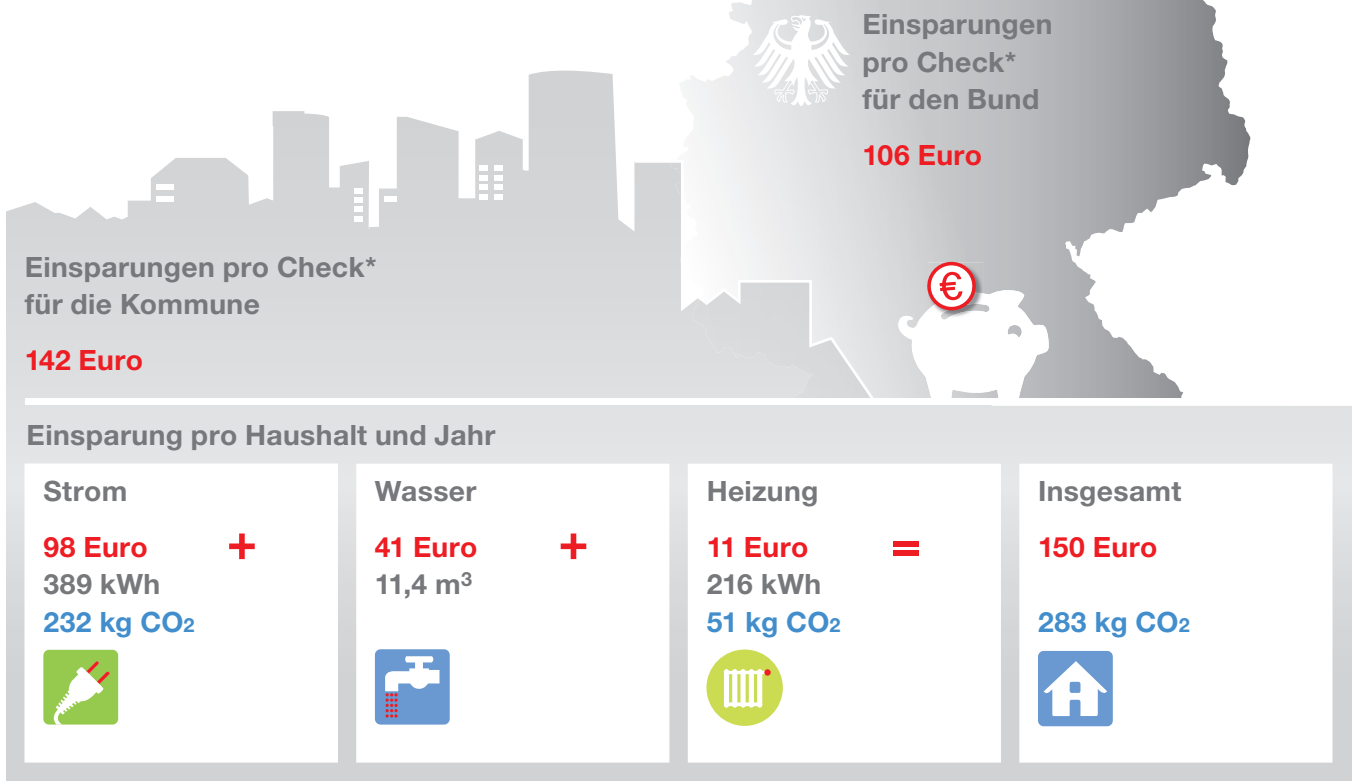 Einsparungen
pro Check*
für den Bund
106 Euro
Einsparungen pro Check*
für die Kommune
142 Euro
€
Einsparung pro Haushalt und Jahr
Strom
98 Euro +
389 kWh
232 kg CO2
Wasser
41 Euro +
11,4 m³
Heizung
11 Euro =
216 kWh
51 kg CO2
Insgesamt
150 Euro
283 kg CO2